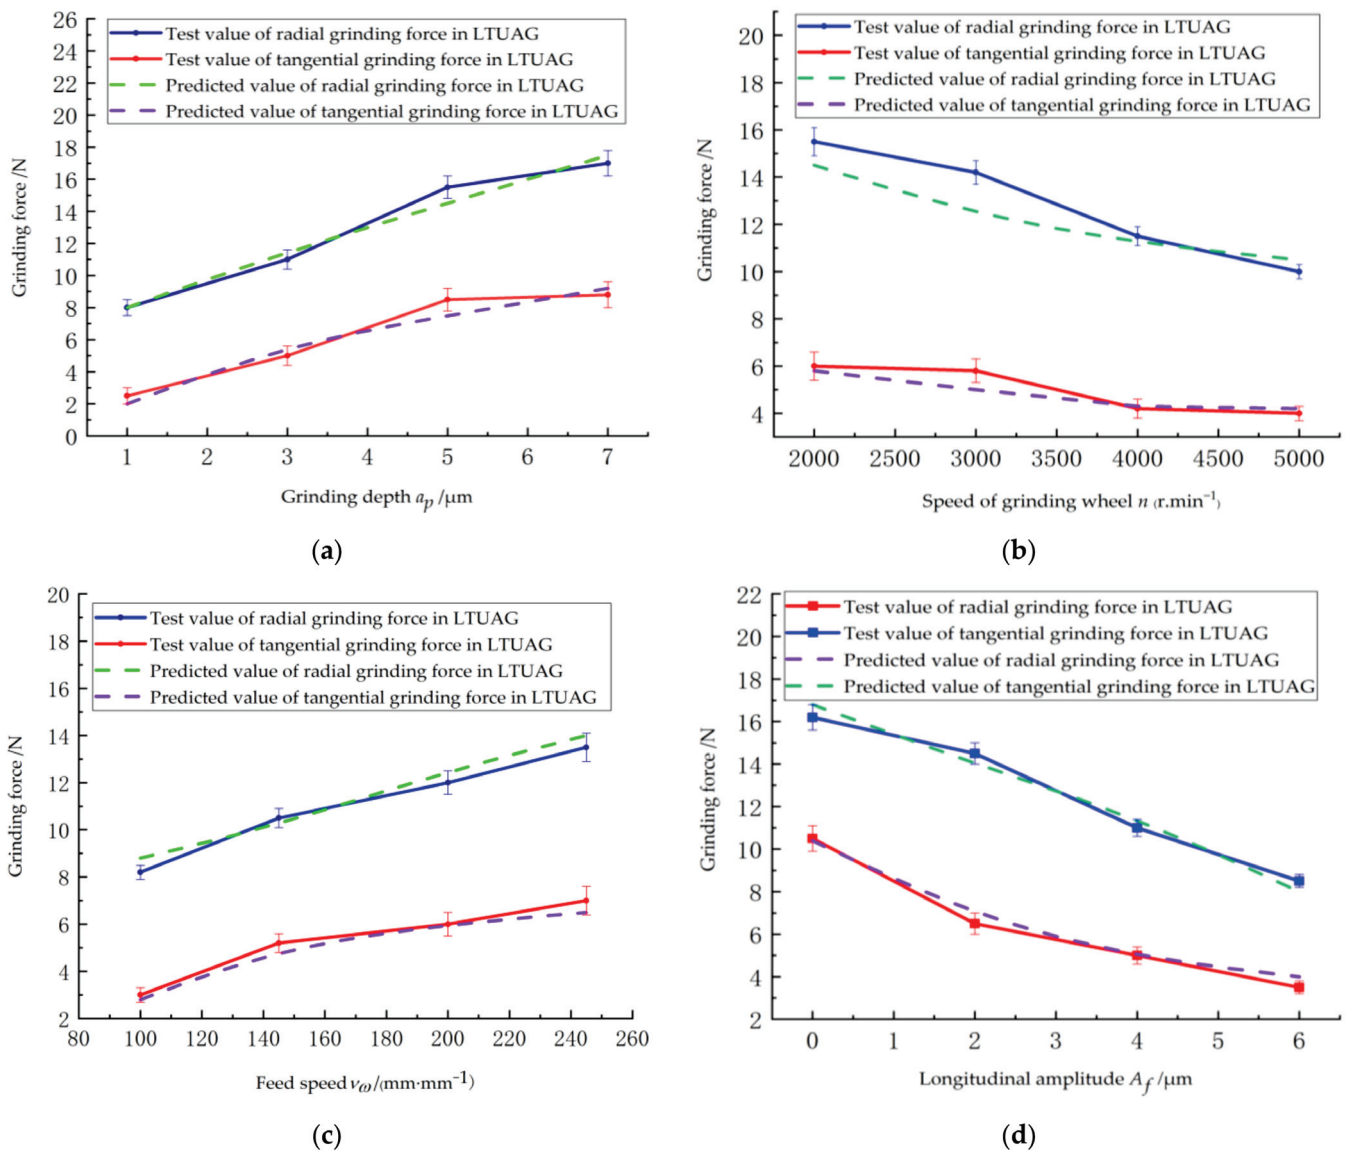 26
24
22
20
18
16
14
12
10
8
6
4
2
0
Grinding force /N
Test value of radial grinding force in LTUAG
Test value of tangential grinding force in LTUAG
Predicted value of radial grinding force in LTUAG
Predicted value of tangential grinding force in LTUAG
1 2 3 4 5 6 7
Grinding depth ap /μm
(a)
20
18
16
14
12
10
8
6
4
Grinding force /N
Test value of radial grinding force in LTUAG
Test value of tangential grinding force in LTUAG
Predicted value of radial grinding force in LTUAG
Predicted value of tangential grinding force in LTUAG
2000 2500 3000 3500 4000 4500 5000
Speed of grinding wheel n (r.min⁻¹)
(b)
20
18
16
14
12
10
8
6
4
2
Grinding force /N
Test value of radial grinding force in LTUAG
Test value of tangential grinding force in LTUAG
Predicted value of radial grinding force in LTUAG
Predicted value of tangential grinding force in LTUAG
80 100 120 140 160 180 200 220 240 260
Feed speed vω/(mm·mm⁻¹)
(c)
22
20
18
16
14
12
10
8
6
4
2
Grinding force /N
Test value of radial grinding force in LTUAG
Test value of tangential grinding force in LTUAG
Predicted value of radial grinding force in LTUAG
Predicted value of tangential grinding force in LTUAG
0 1 2 3 4 5 6
Longitudinal amplitude Af /μm
(d)